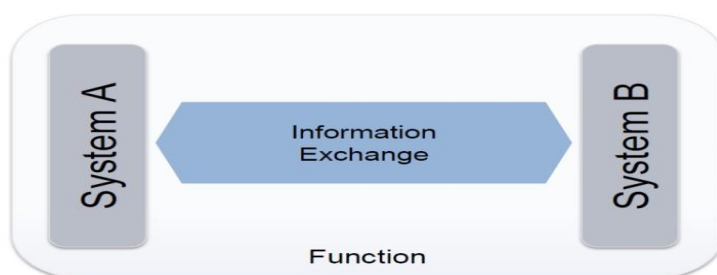 System A
Information
Exchange
System B
Function